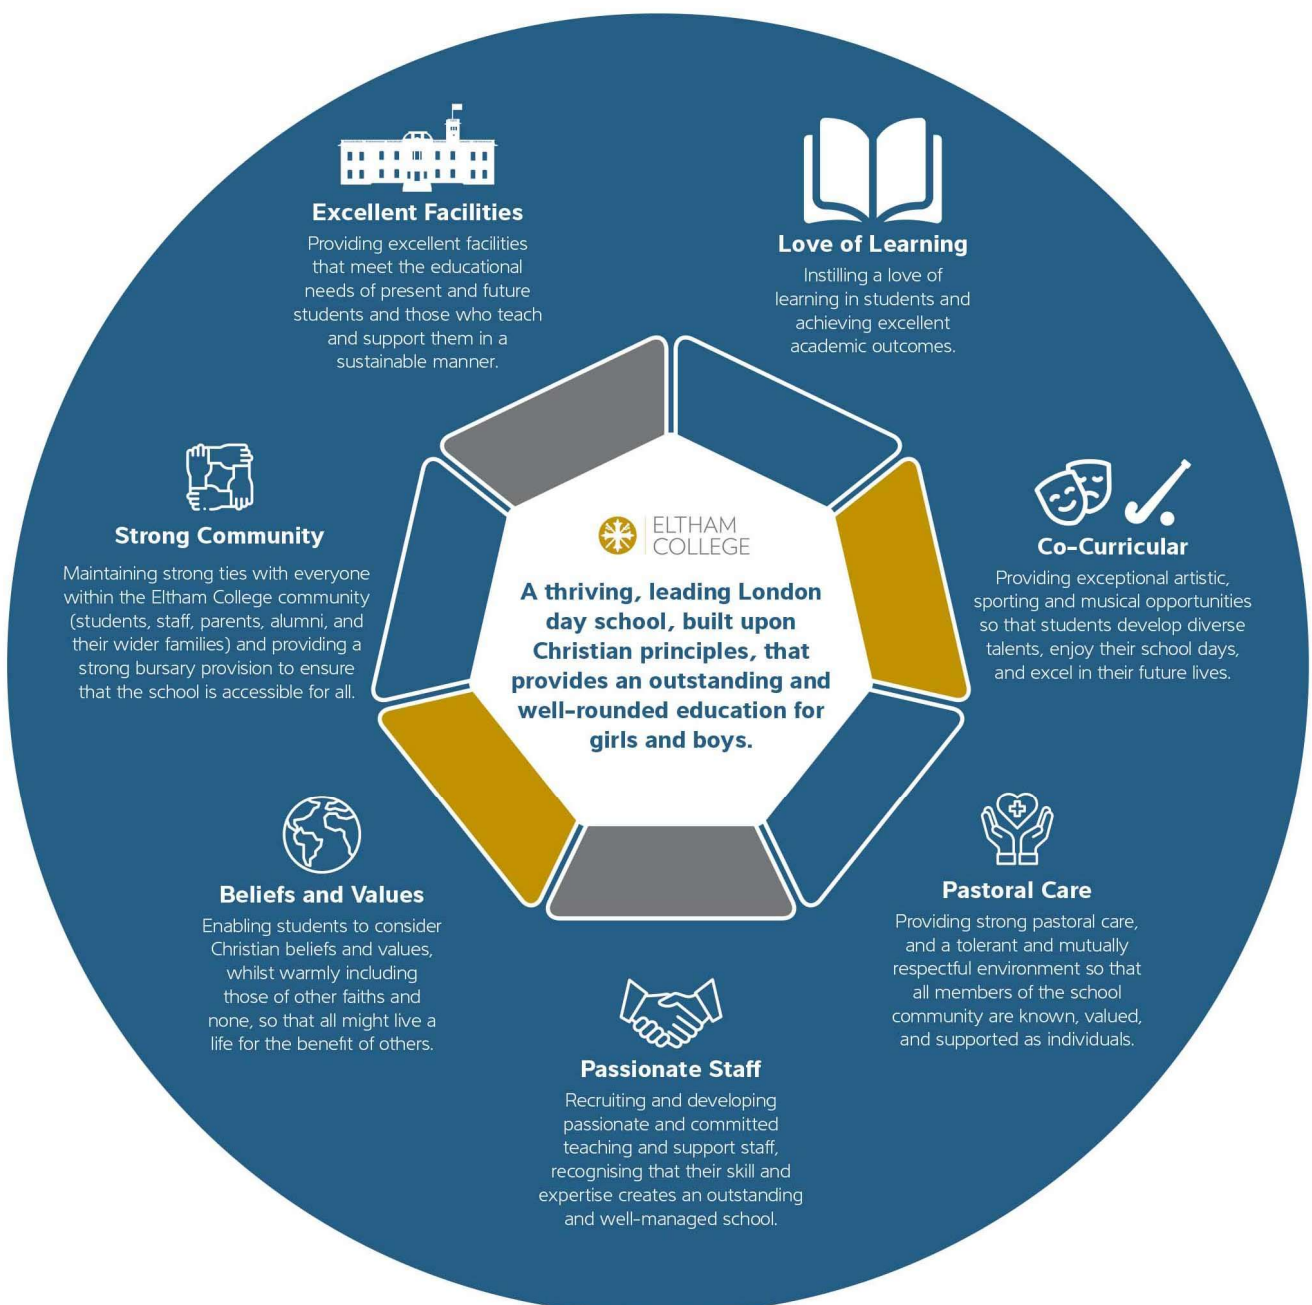 Excellent Facilities
Providing excellent facilities
that meet the educational
needs of present and future
students and those who teach
and support them in a
sustainable manner.
Love of Learning
Instilling a love of
learning in students and
achieving excellent
academic outcomes.
Strong Community
Maintaining strong ties with everyone
within the Eltham College community
(students, staff, parents, alumni, and
their wider families) and providing a
strong bursary provision to ensure
that the school is accessible for all.
ELTHAM
COLLEGE
A thriving, leading London
day school, built upon
Christian principles, that
provides an outstanding and
well-rounded education for
girls and boys.
Co-Curricular
Providing exceptional artistic,
sporting and musical opportunities
so that students develop diverse
talents, enjoy their school days,
and excel in their future lives.
Beliefs and Values
Enabling students to consider
Christian beliefs and values,
whilst warmly including
those of other faiths and
none, so that all might live a
life for the benefit of others.
Pastoral Care
Providing strong pastoral care,
and a tolerant and mutually
respectful environment so that
all members of the school
community are known, valued,
and supported as individuals.
Passionate Staff
Recruiting and developing
passionate and committed
teaching and support staff,
recognising that their skill and
expertise creates an outstanding
and well-managed school.